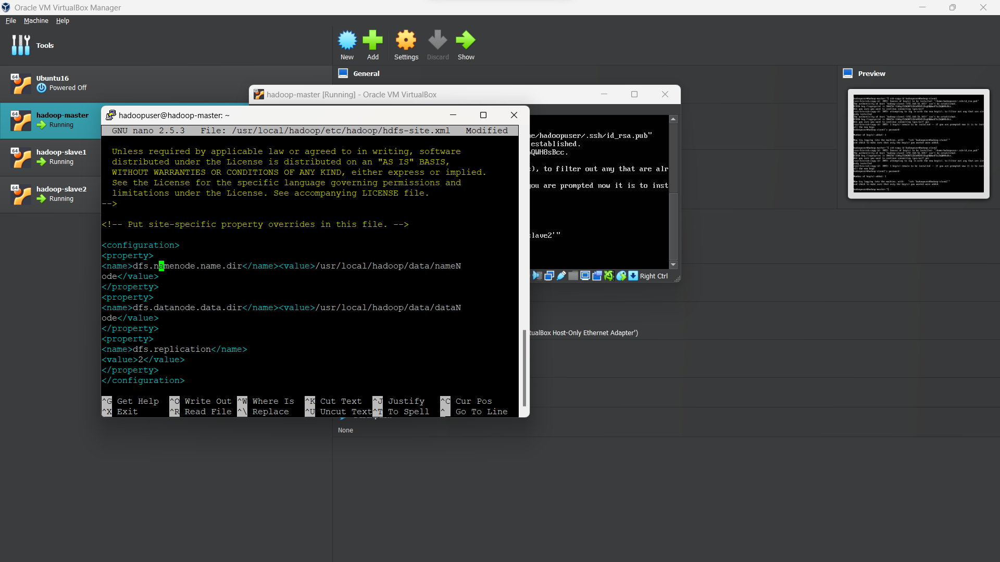 Oracle VM VirtualBox Manager
File Machine Help
Tools
New Add Settings Discard Show
64 Ubuntu16
Powered Off
64 hadoop-master
Running
64 hadoop-slave1
Running
64 hadoop-slave2
Running
General
Preview
hadoop-master [Running] - Oracle VM VirtualBox
e/hadoopuser/.ssh/id_rsa.pub"
established.
QWH8sBcc.
), to filter out any that are alr
you are prompted now it is to inst
slave2'"
Right Ctrl
hadoopuser@hadoop-master: ~
GNU nano 2.5.3 File: /usr/local/hadoop/etc/hadoop/hdfs-site.xml Modified
Unless required by applicable law or agreed to in writing, software
distributed under the License is distributed on an "AS IS" BASIS,
WITHOUT WARRANTIES OR CONDITIONS OF ANY KIND, either express or implied.
See the License for the specific language governing permissions and
limitations under the License. See accompanying LICENSE file.
-->
<!-- Put site-specific property overrides in this file. -->
<configuration>
<property>
<name>dfs.namenode.name.dir</name><value>/usr/local/hadoop/data/nameN
ode</value>
</property>
<property>
<name>dfs.datanode.data.dir</name><value>/usr/local/hadoop/data/dataN
ode</value>
</property>
<property>
<name>dfs.replication</name>
<value>2</value>
</property>
</configuration>
^G Get Help ^O Write Out ^W Where Is ^K Cut Text ^J Justify ^C Cur Pos
^X Exit ^R Read File ^\ Replace ^U Uncut Text ^T To Spell ^_ Go To Line
tualBox Host-Only Ethernet Adapter')
None